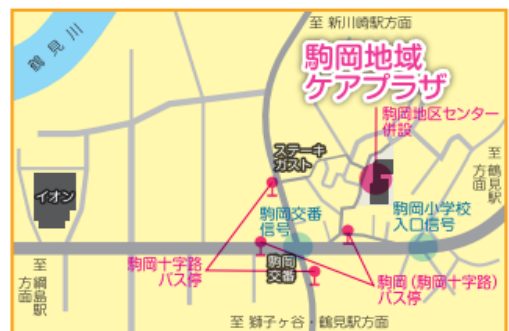 至 新川崎駅方面
鶴見川
駒岡地域
ケアプラザ
駒岡地区センター
併設
ステーキ
ガスト
至 鶴見駅
方面
イオン
駒岡交番
信号
駒岡小学校
入口信号
駒岡十字路
バス停
駒岡
交番
駒岡（駒岡十字路）
バス停
至 綱島駅
方面
至 獅子ヶ谷・鶴見駅方面